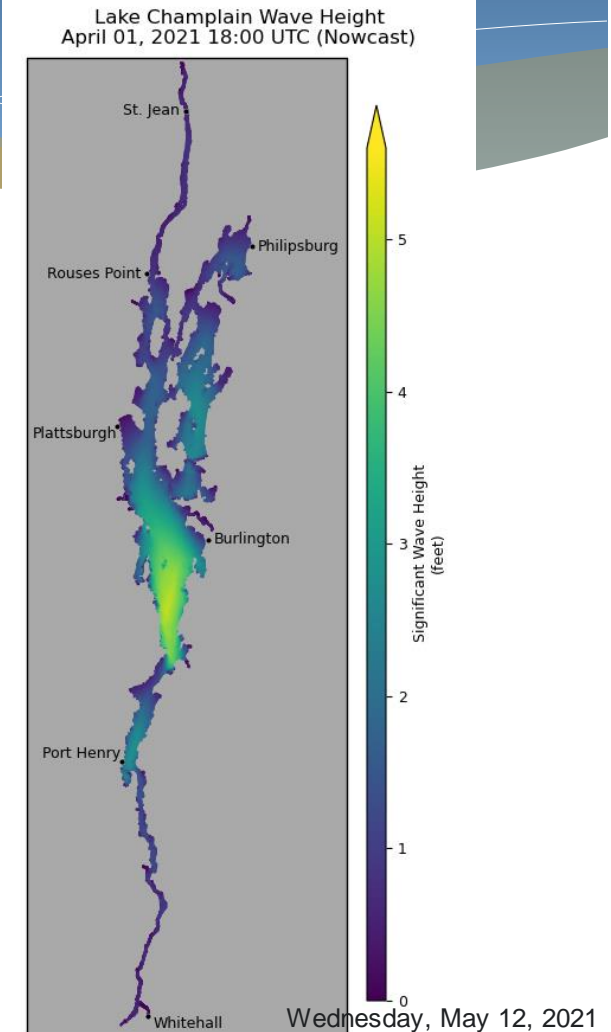 Lake Champlain Wave Height
April 01, 2021 18:00 UTC (Nowcast)
St. Jean
Philipsburg
Rouses Point
Plattsburgh
Burlington
Port Henry
Whitehall
5
4
3
2
1
0
Significant Wave Height
(feet)
Wednesday, May 12, 2021